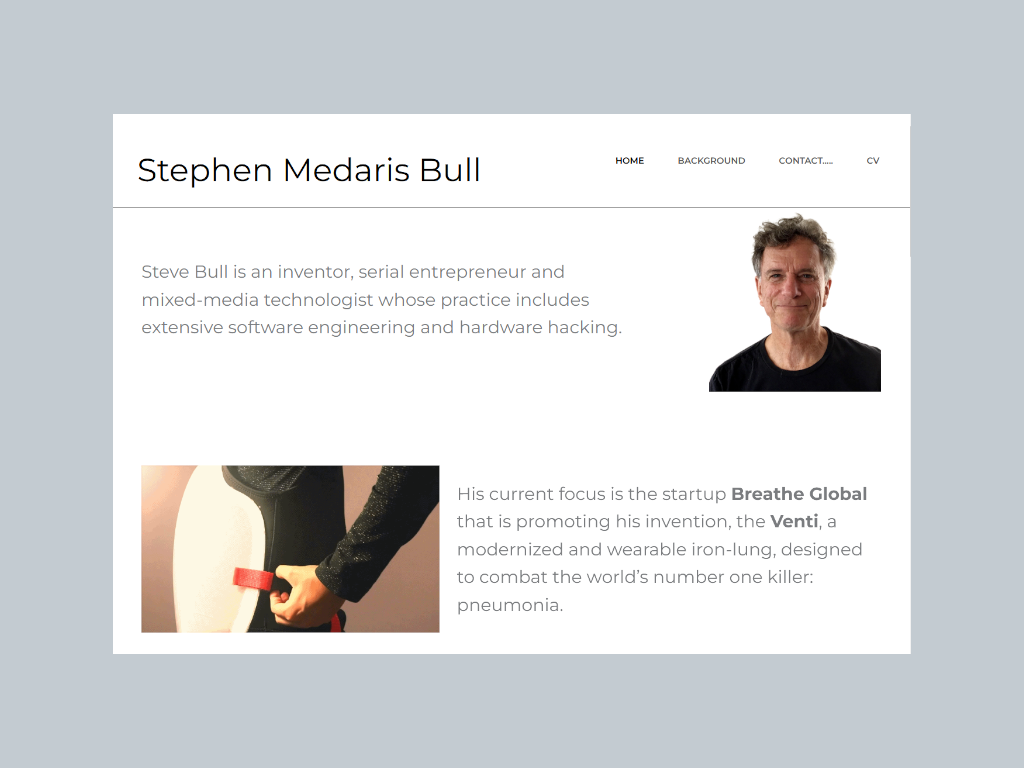 Stephen Medaris Bull
HOME BACKGROUND CONTACT..... CV
Steve Bull is an inventor, serial entrepreneur and
mixed-media technologist whose practice includes
extensive software engineering and hardware hacking.
His current focus is the startup Breathe Global
that is promoting his invention, the Venti, a
modernized and wearable iron-lung, designed
to combat the world’s number one killer:
pneumonia.